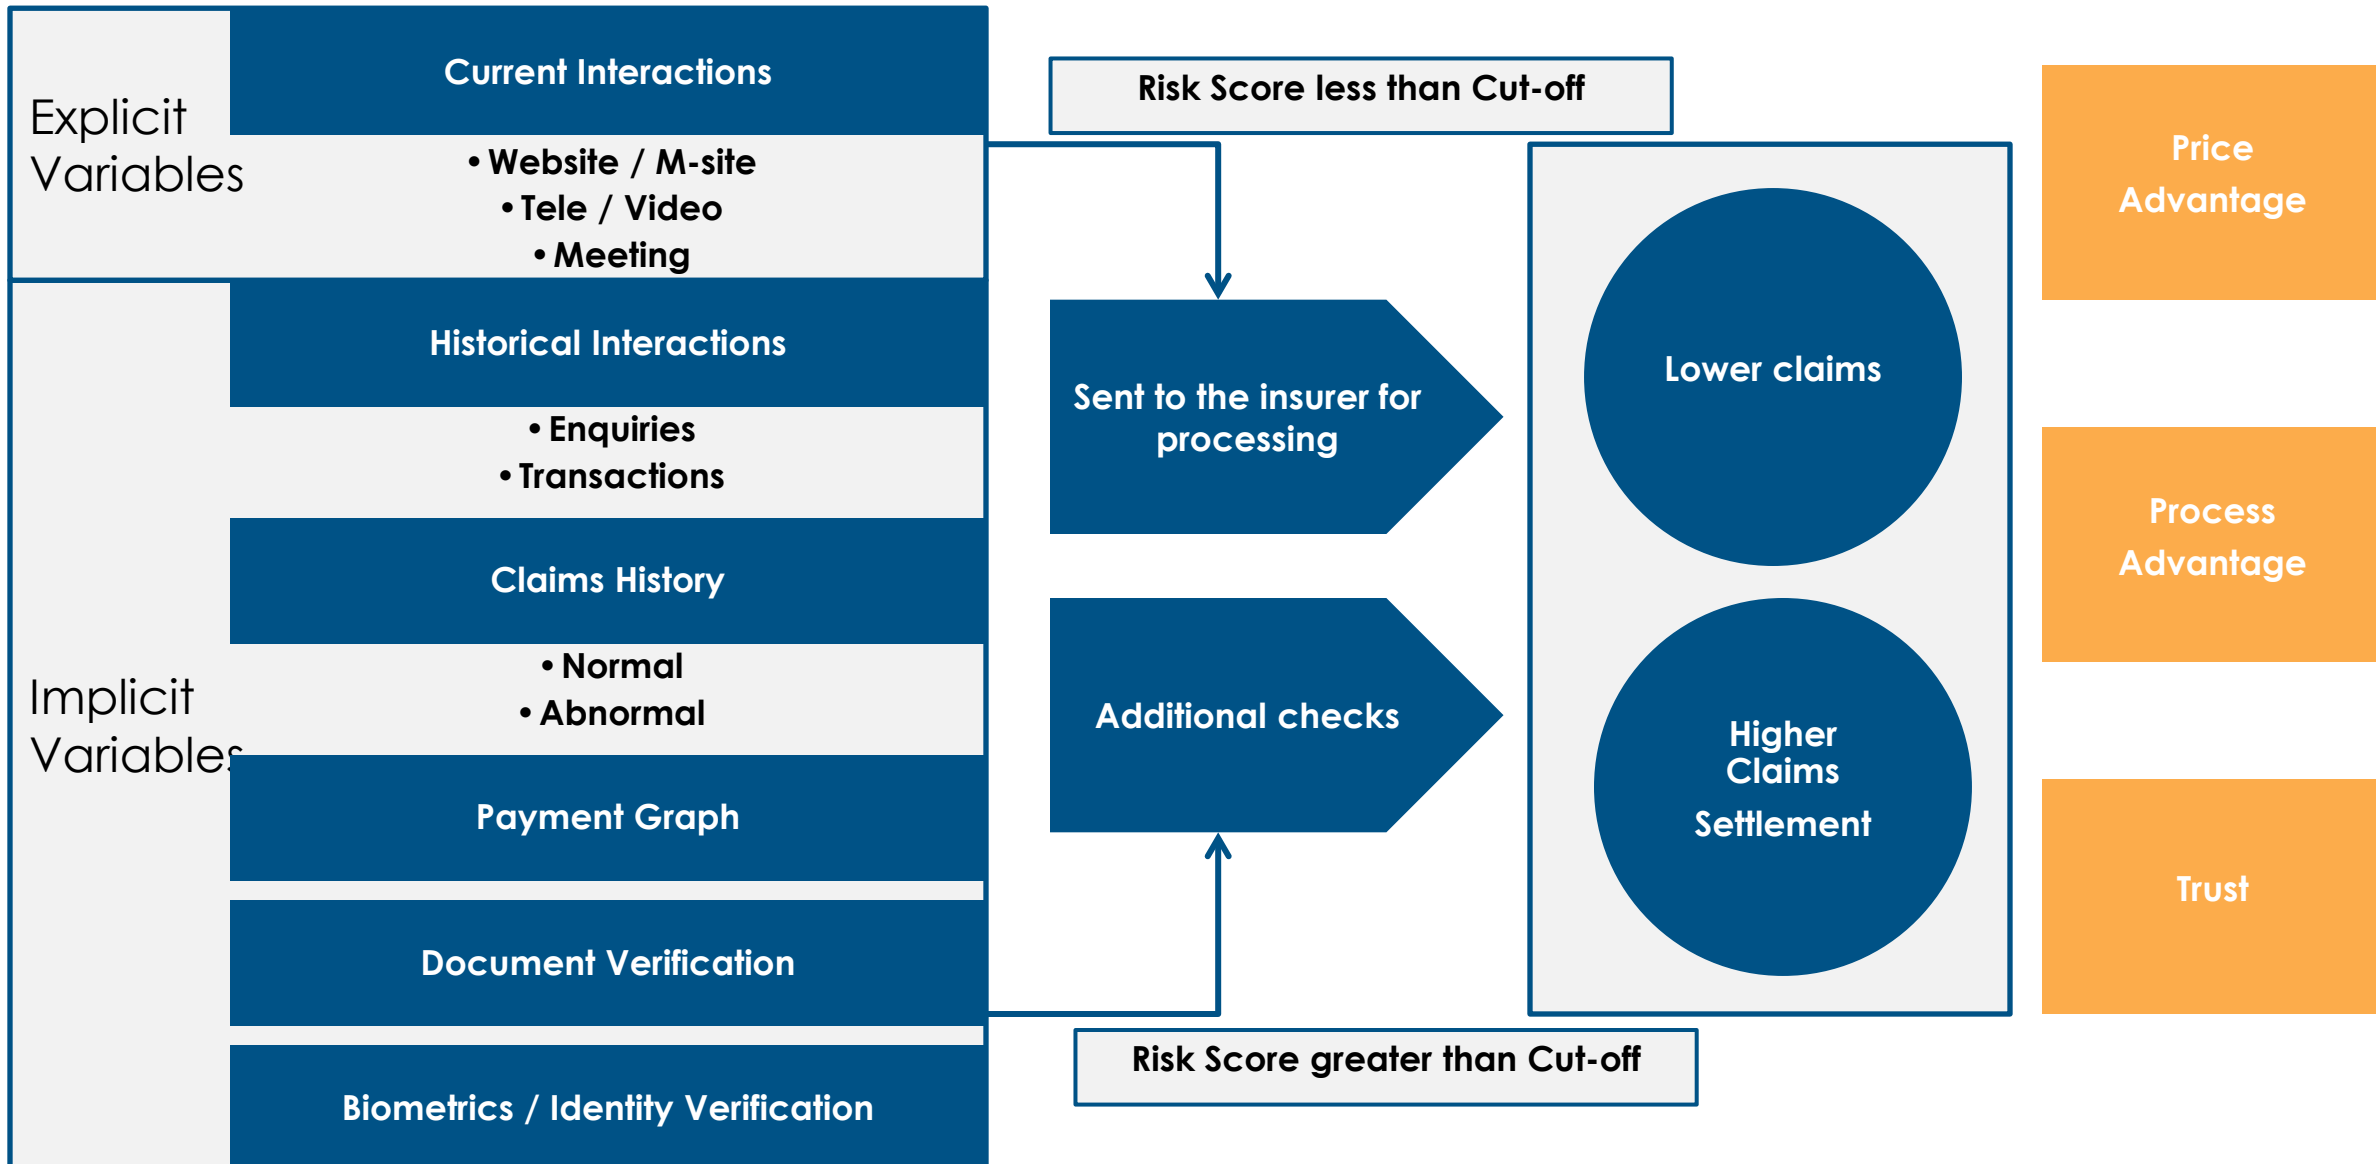 Explicit
Variables
Current Interactions
•Website / M-site
•Tele / Video
•Meeting
Implicit
Variables
Historical Interactions
•Enquiries
•Transactions
Claims History
•Normal
•Abnormal
Payment Graph
Document Verification
Biometrics / Identity Verification
Risk Score less than Cut-off
Sent to the insurer for
processing
Additional checks
Risk Score greater than Cut-off
Lower claims
Higher
Claims
Settlement
Price
Advantage
Process
Advantage
Trust